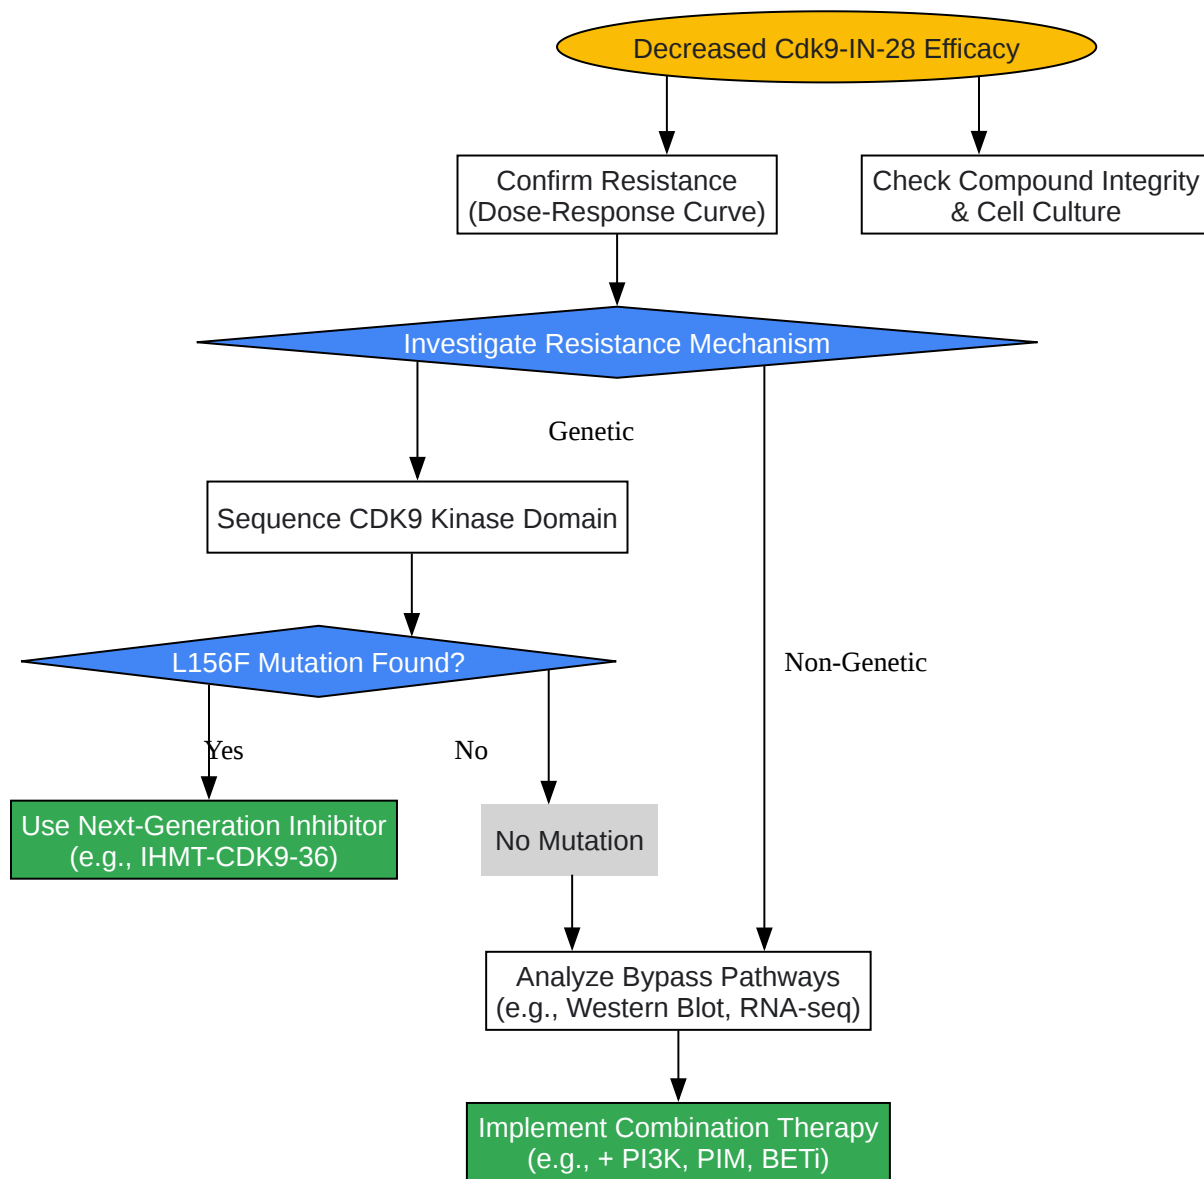 Decreased Cdk9-IN-28 Efficacy
Confirm Resistance
(Dose-Response Curve)
Check Compound Integrity
& Cell Culture
Investigate Resistance Mechanism
Genetic
Sequence CDK9 Kinase Domain
L156F Mutation Found?
Non-Genetic
Yes
No
Use Next-Generation Inhibitor
(e.g., IHMT-CDK9-36)
No Mutation
Analyze Bypass Pathways
(e.g., Western Blot, RNA-seq)
Implement Combination Therapy
(e.g., + PI3K, PIM, BETi)